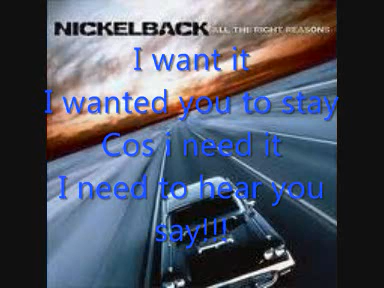 NICKELBACK ALL THE RIGHT REASONS
I want it
I wanted you to stay
Cos i need it
I need to hear you
say!!!